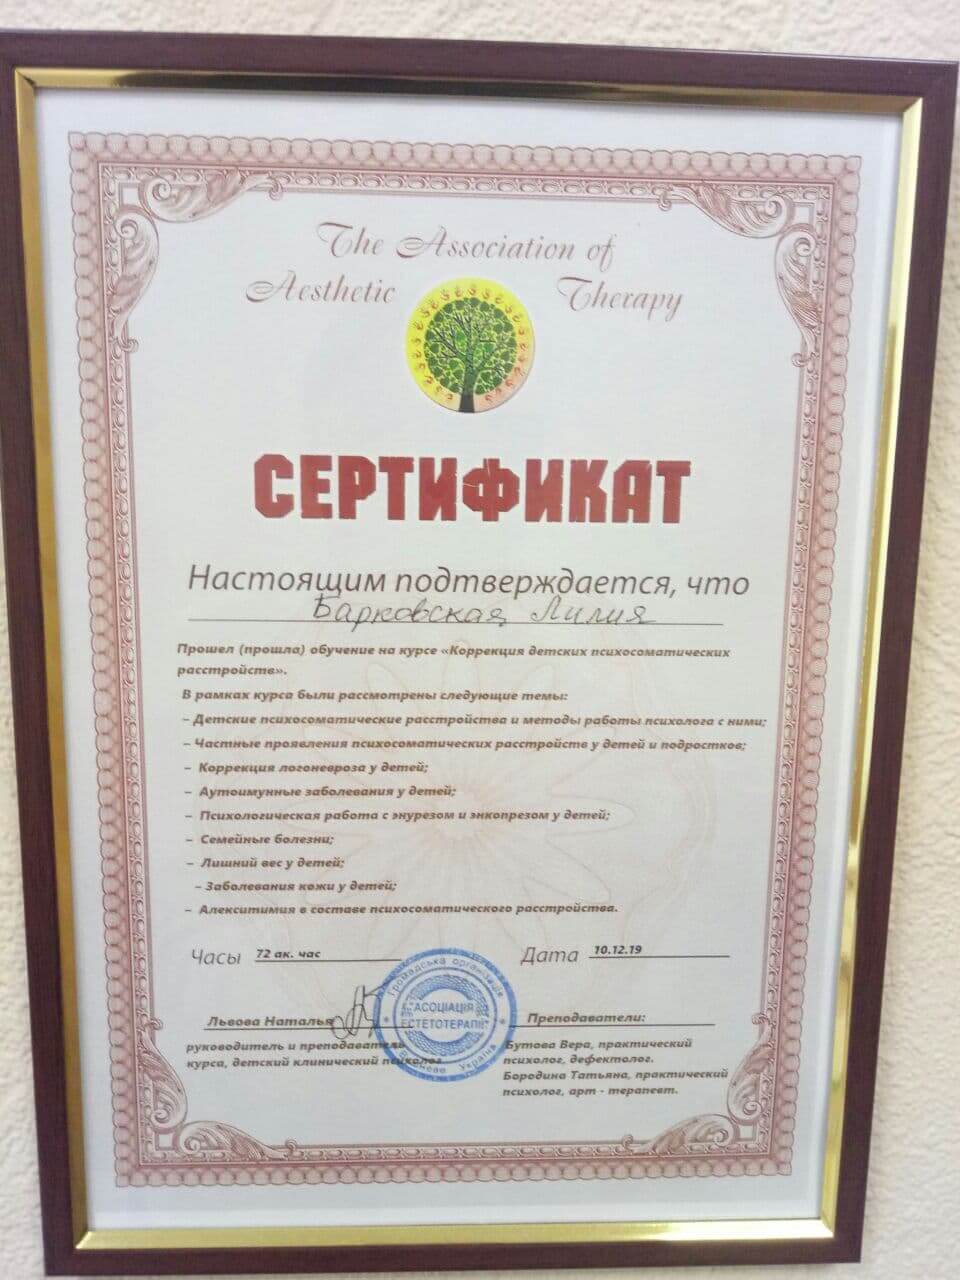 The Association of
Aesthetic Therapy
СЕРТИФИКАТ
Настоящим подтверждается, что
Барковская Лилия
Прошел (прошла) обучение на курсе «Коррекция детских психосоматических
расстройств».
В рамках курса были рассмотрены следующие темы:
– Детские психосоматические расстройства и методы работы психолога с ними;
– Частные проявления психосоматических расстройств у детей и подростков;
– Коррекция логоневроза у детей;
– Аутоимунные заболевания у детей;
– Психологическая работа с энурезом и энкопрезом у детей;
– Семейные болезни;
– Лишний вес у детей;
– Заболевания кожи у детей;
– Алекситимия в составе психосоматического расстройства.
Часы 72 ак. час Дата 10.12.19
Громадська організація
АСОЦІАЦІЯ
ЕСТЕТОТЕРАПІЇ
Україна
Львова Наталья
руководитель и преподаватель
курса, детский клинический психолог
Преподаватели:
Бутова Вера, практический
психолог, дефектолог.
Бородина Татьяна, практический
психолог, арт - терапевт.